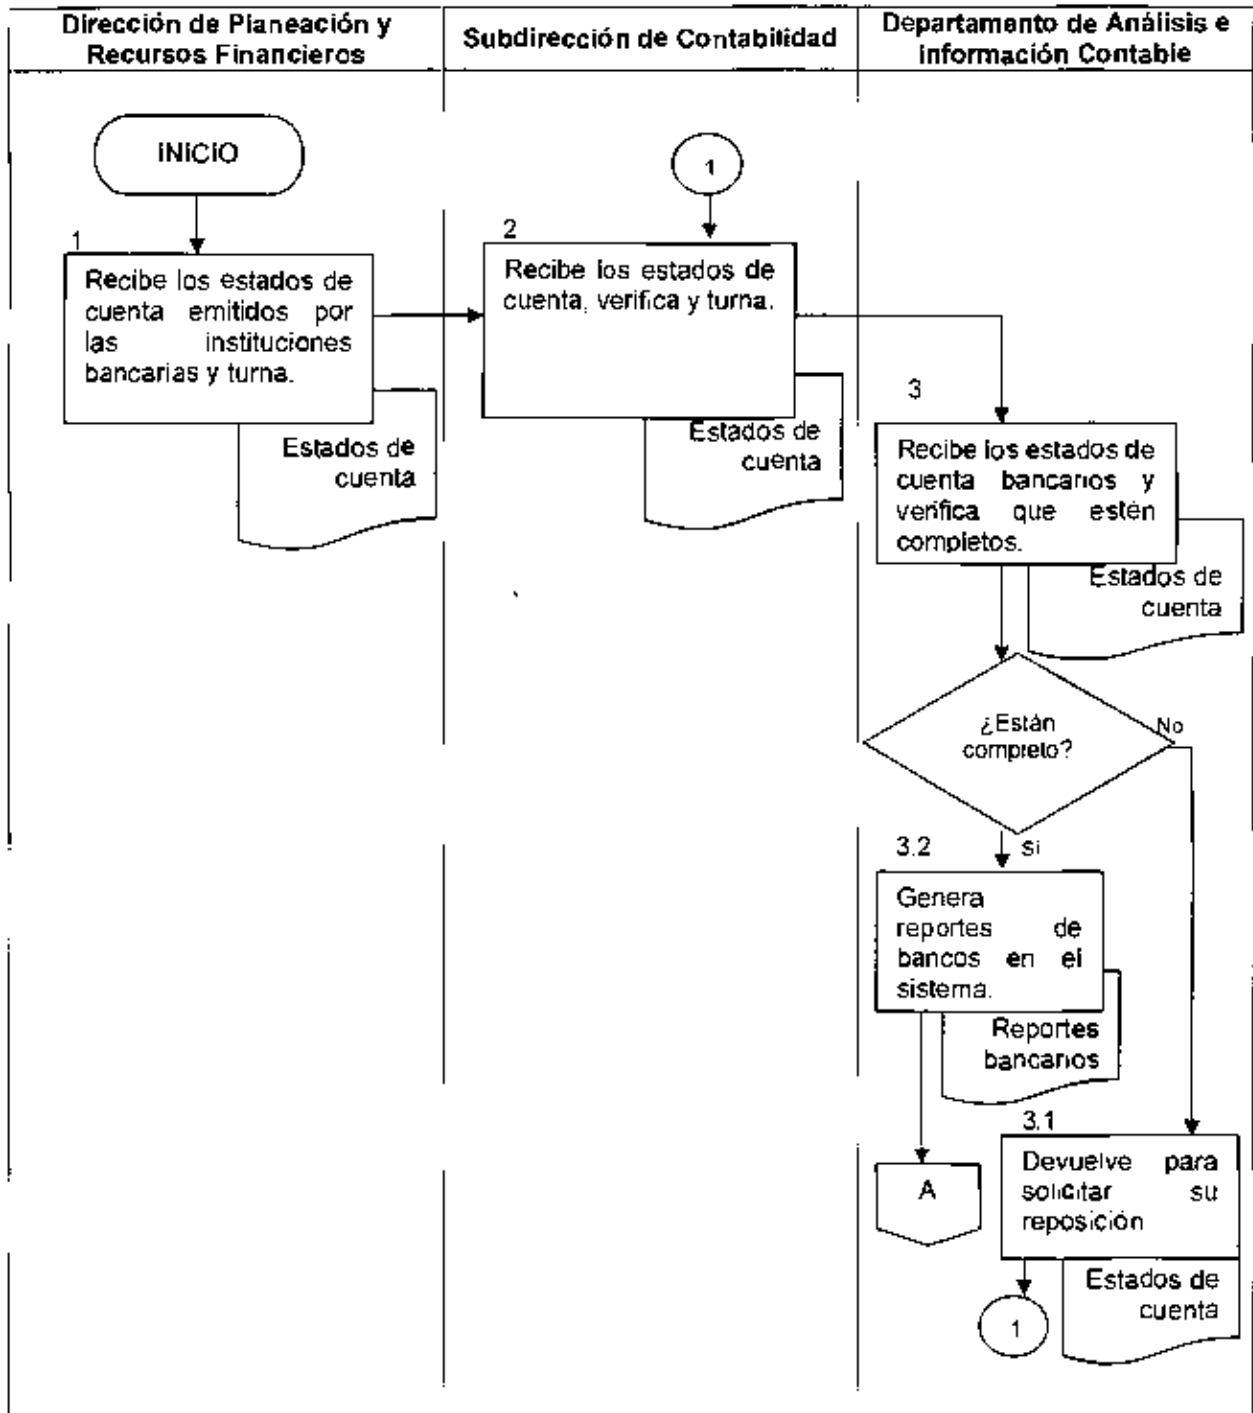 Dirección de Planeación y
Recursos Financieros
Subdirección de Contabilidad
Departamento de Análisis e
Información Contable
INICIO
1
1
Recibe los estados de
cuenta emitidos por
las instituciones
bancarias y turna.
Estados de
cuenta
2
Recibe los estados de
cuenta, verifica y turna.
Estados de
cuenta
3
Recibe los estados de
cuenta bancarios y
verifica que estén
completos.
Estados de
cuenta
¿Están
completo?
No
si
3.2
Genera
reportes de
bancos en el
sistema.
Reportes
bancarios
A
3.1
Devuelve para
solicitar su
reposición
Estados de
cuenta
1